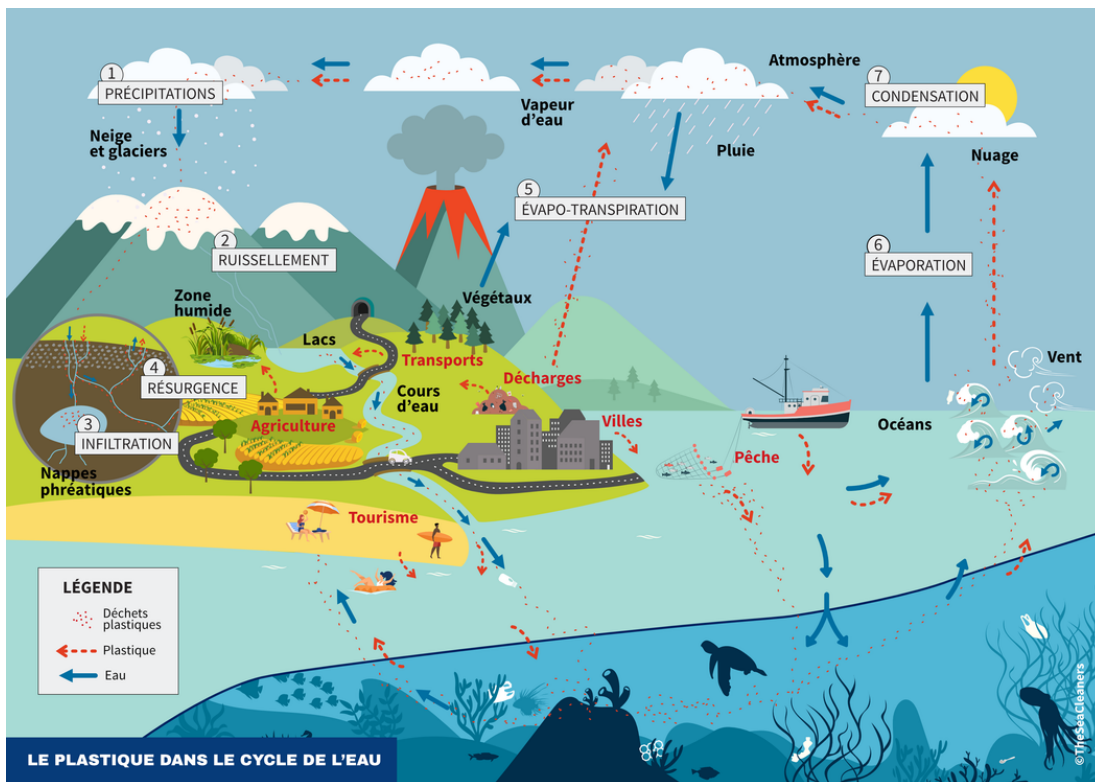 1
PRÉCIPITATIONS
Neige
et glaciers
Vapeur
d'eau
Atmosphère
7
CONDENSATION
Pluie
Nuage
5
ÉVAPO-TRANSPIRATION
2
RUISSELLEMENT
6
ÉVAPORATION
Zone
humide
Végétaux
Lacs
Transports
Vent
4
RÉSURGENCE
Décharges
Cours
d'eau
Agriculture
Villes
Océans
3
INFILTRATION
Pêche
Nappes
phréatiques
Tourisme
LÉGENDE
Déchets
plastiques
Plastique
Eau
LE PLASTIQUE DANS LE CYCLE DE L'EAU
©TheSeaCleaners